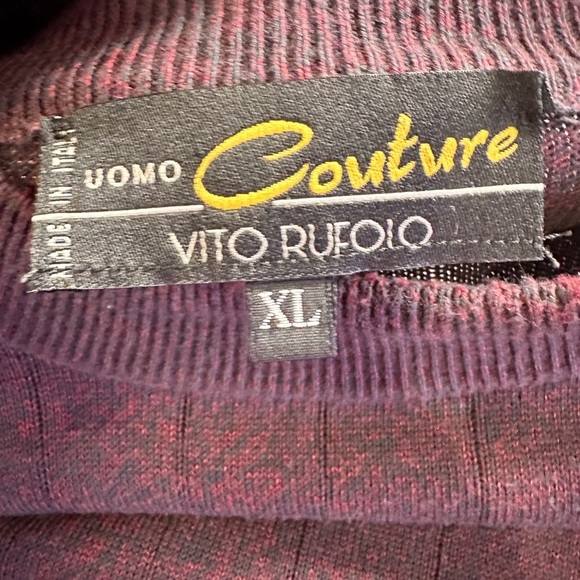 MADE IN ITALY
UOMO Couture
VITO RUFOLO
XL